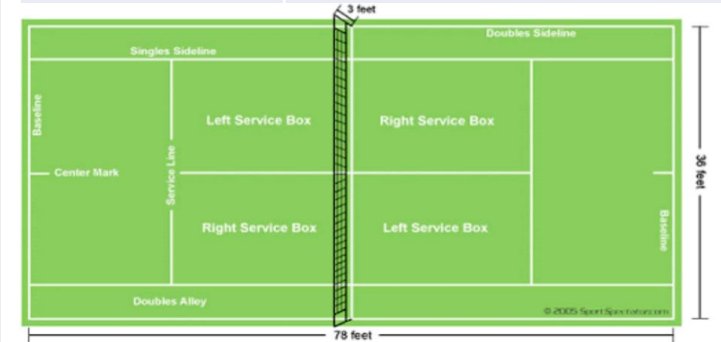 3 feet
Doubles Sideline
Singles Sideline
Baseline
Left Service Box
Right Service Box
Center Mark
Service Line
36 feet
Right Service Box
Left Service Box
Baseline
Doubles Alley
© 2005 SportSpectator.com
78 feet